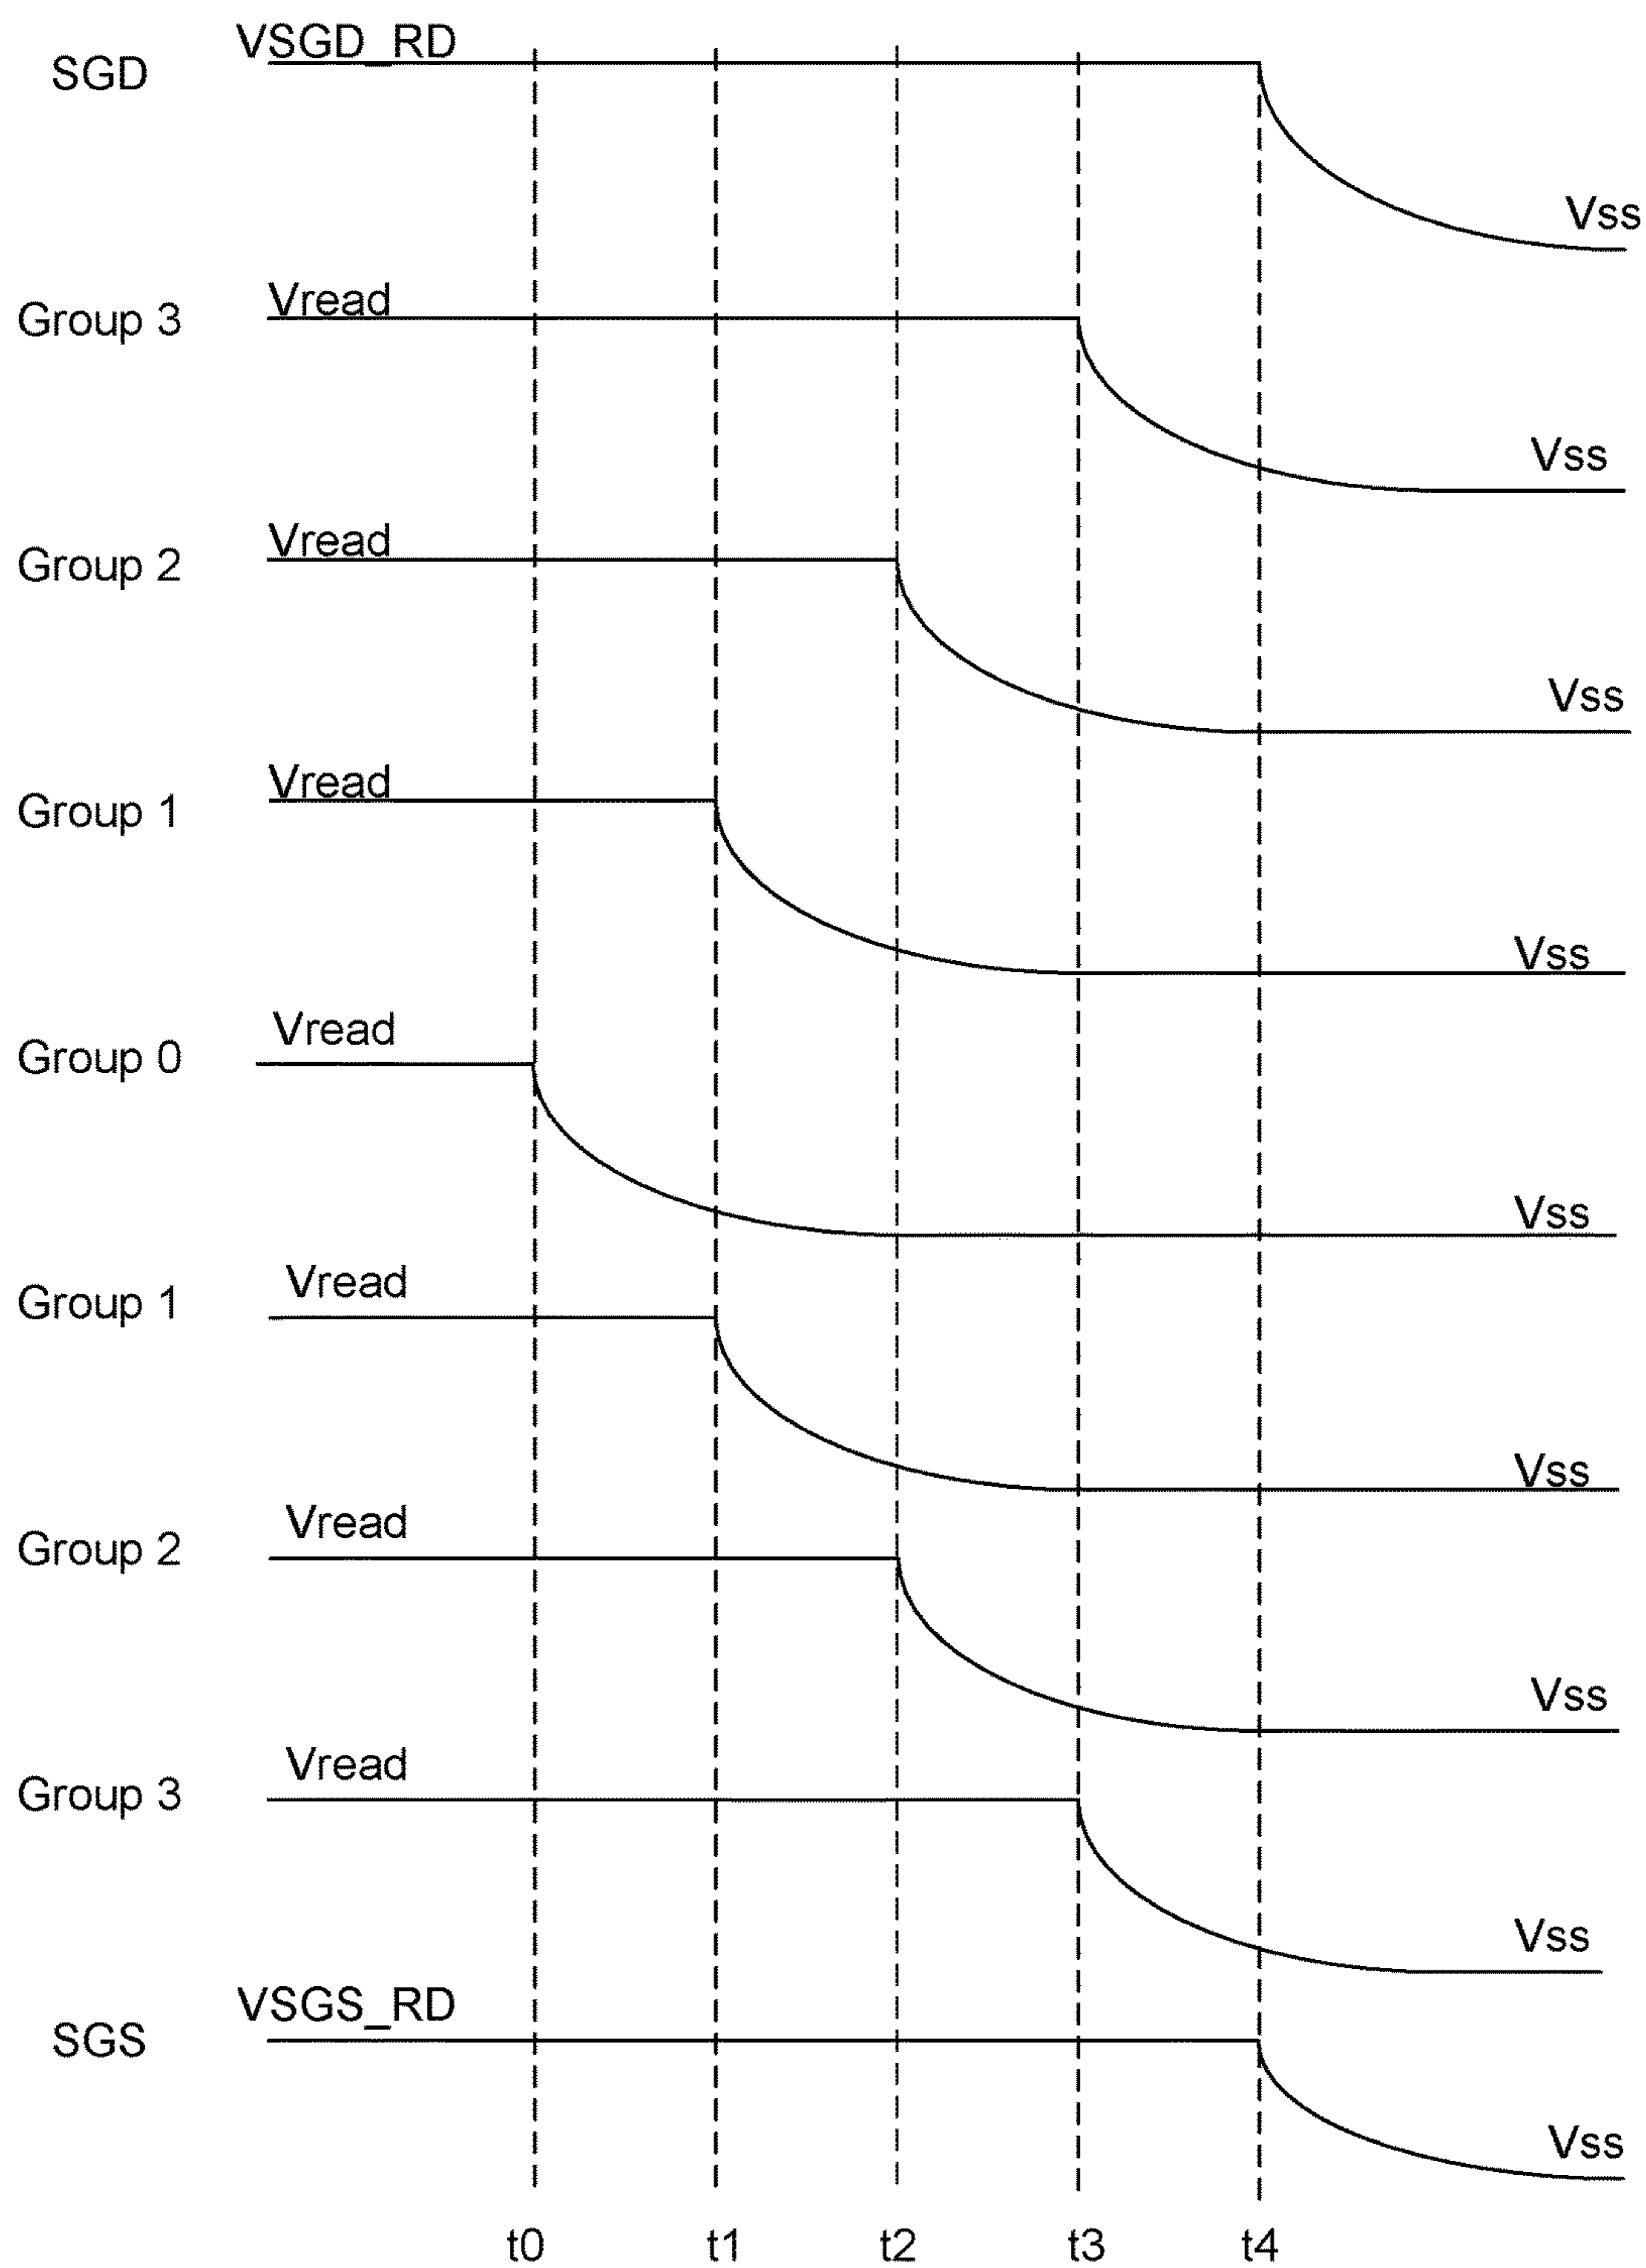 VSGD_RD
SGD
Vss
Vread
Group 3
Vss
Vread
Group 2
Vss
Vread
Group 1
Vss
Vread
Group 0
Vss
Vread
Group 1
Vss
Vread
Group 2
Vss
Vread
Group 3
Vss
VSGS_RD
SGS
Vss
t0 t1 t2 t3 t4